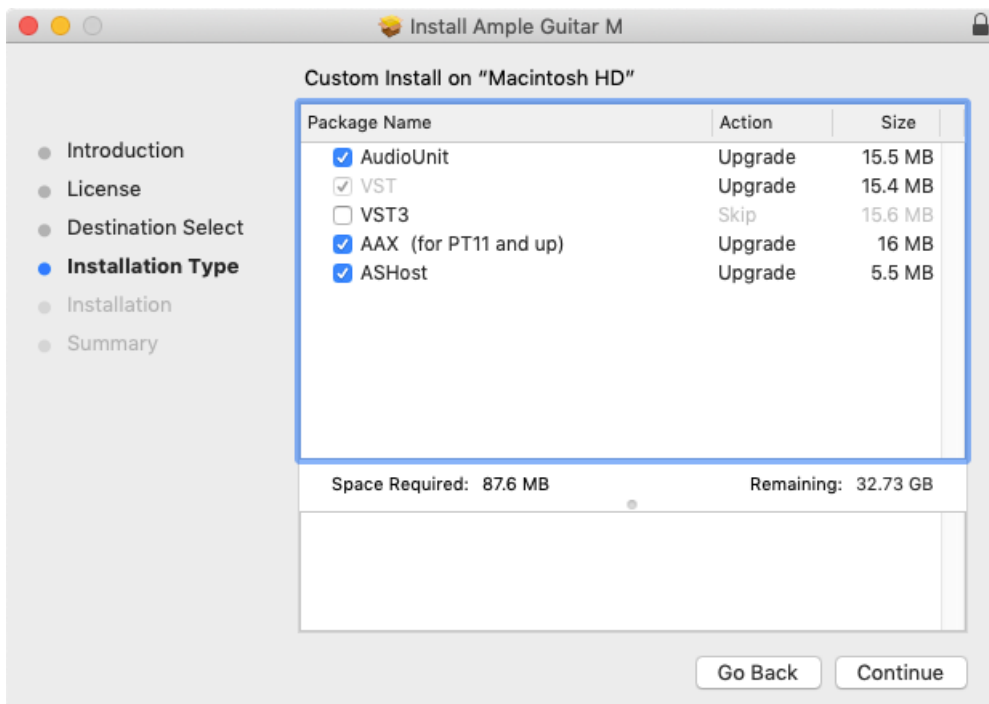 Install Ample Guitar M
Custom Install on “Macintosh HD”
Introduction
License
Destination Select
Installation Type
Installation
Summary
Package Name Action Size
AudioUnit Upgrade 15.5 MB
VST Upgrade 15.4 MB
VST3 Skip 15.6 MB
AAX (for PT11 and up) Upgrade 16 MB
ASHost Upgrade 5.5 MB
Space Required: 87.6 MB Remaining: 32.73 GB
Go Back Continue